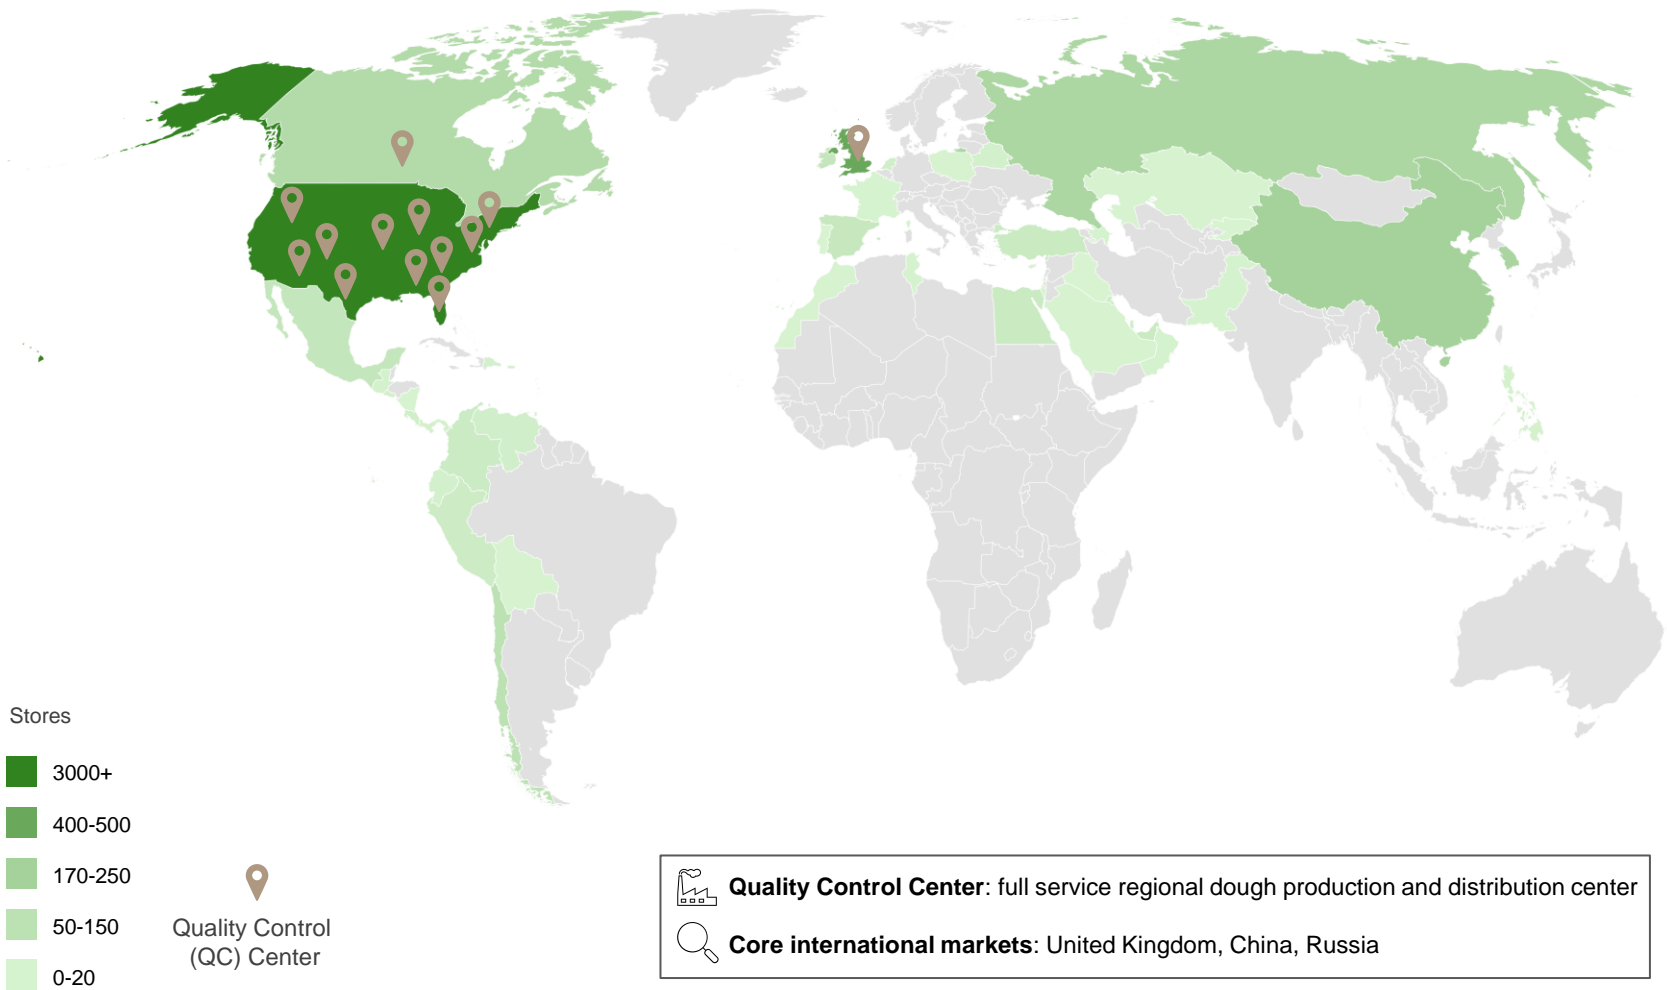 Stores
3000+
400-500
170-250
50-150
0-20
Quality Control
(QC) Center
Quality Control Center: full service regional dough production and distribution center
Core international markets: United Kingdom, China, Russia